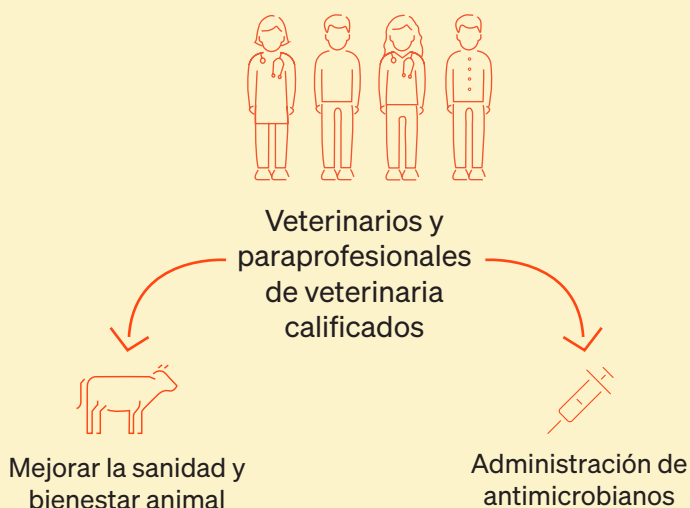 Veterinarios y
paraprofesionales
de veterinaria
calificados
Mejorar la sanidad y
bienestar animal
Administración de
antimicrobianos